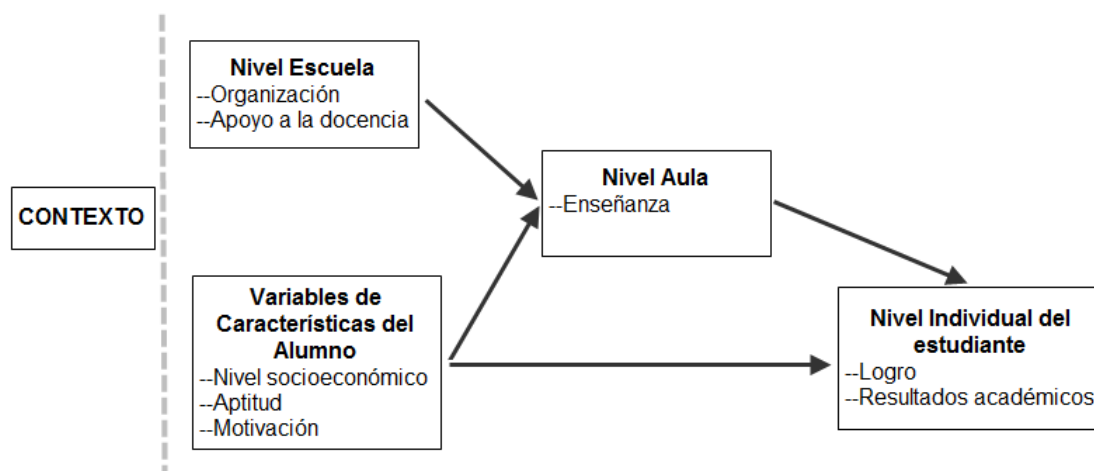 CONTEXTO
Nivel Escuela
--Organización
--Apoyo a la docencia
Variables de
Características del
Alumno
--Nivel socioeconómico
--Aptitud
--Motivación
Nivel Aula
--Enseñanza
Nivel Individual del
estudiante
--Logro
--Resultados académicos